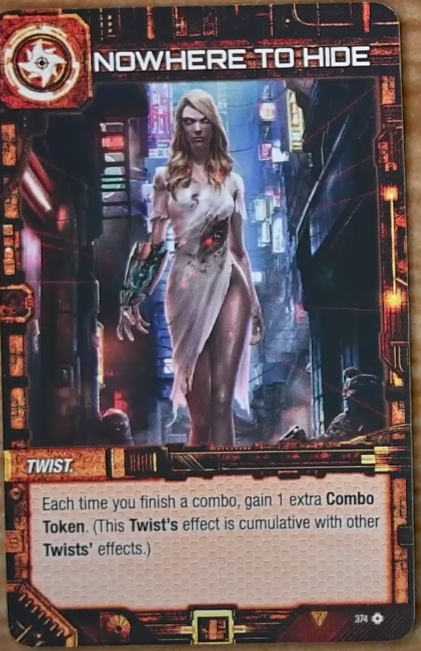 NOWHERE TO HIDE
TWIST.
Each time you finish a combo, gain 1 extra Combo
Token. (This Twist's effect is cumulative with other
Twists' effects.)
374